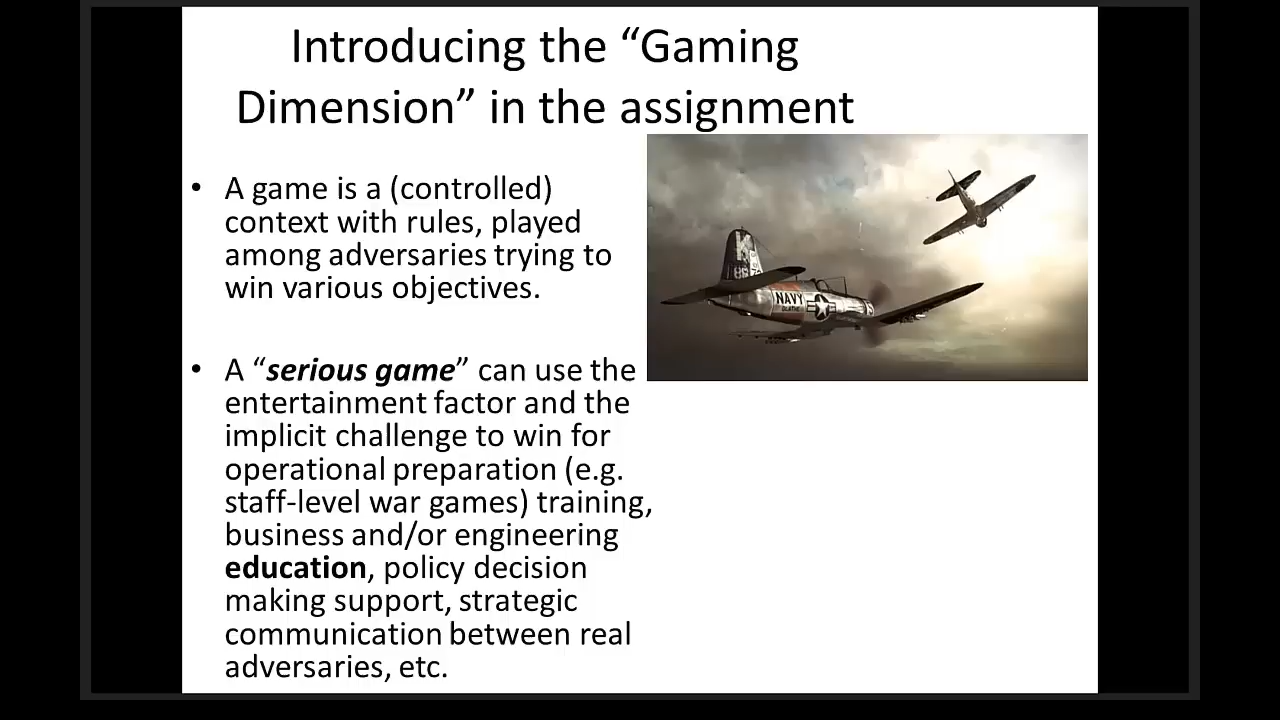 Introducing the “Gaming
Dimension” in the assignment
• A game is a (controlled)
context with rules, played
among adversaries trying to
win various objectives.
• A “serious game” can use the
entertainment factor and the
implicit challenge to win for
operational preparation (e.g.
staff-level war games) training,
business and/or engineering
education, policy decision
making support, strategic
communication between real
adversaries, etc.
K
NAVY